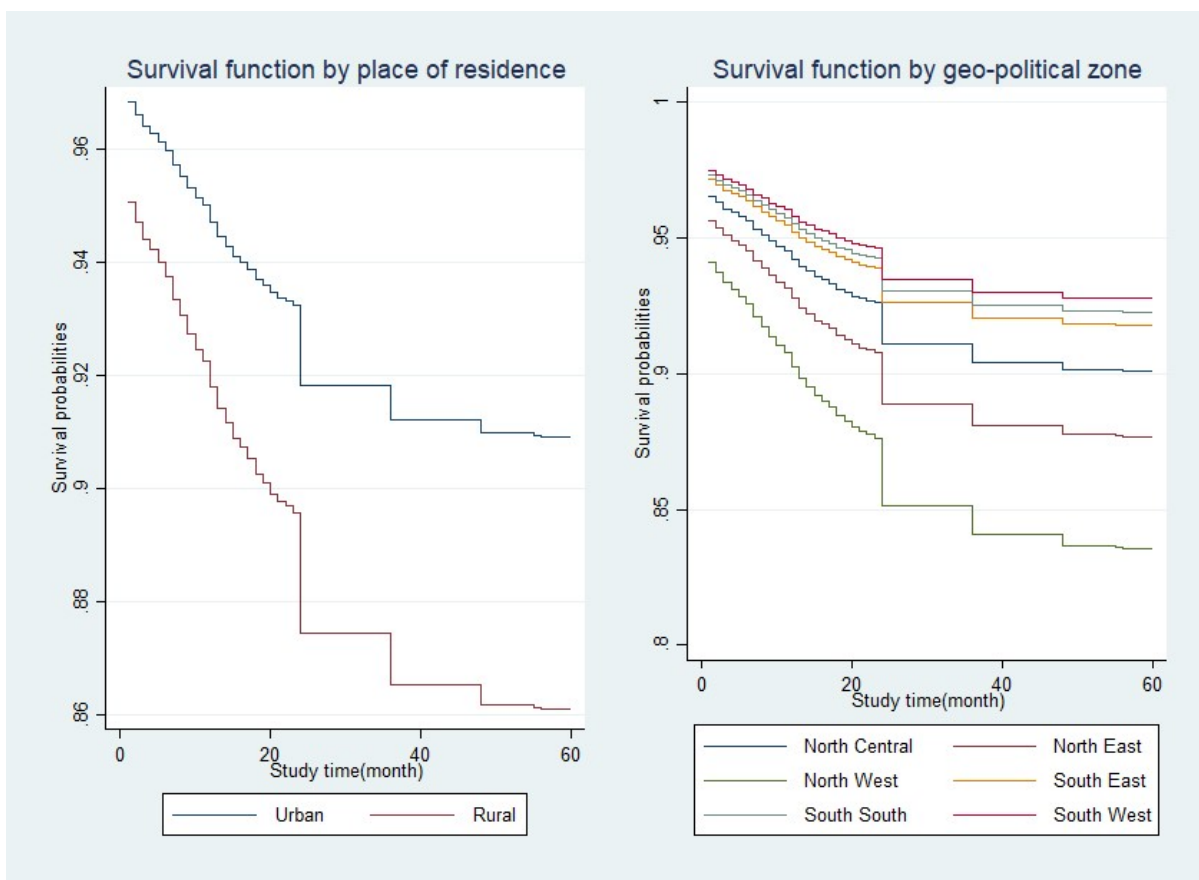 Survival function by place of residence
Survival probabilities
.96
.94
.92
.9
.88
.86
0 20 40 60
Study time(month)
Urban Rural
Survival function by geo-political zone
Survival probabilities
1
.95
.9
.85
.8
0 20 40 60
Study time(month)
North Central North East
North West South East
South South South West